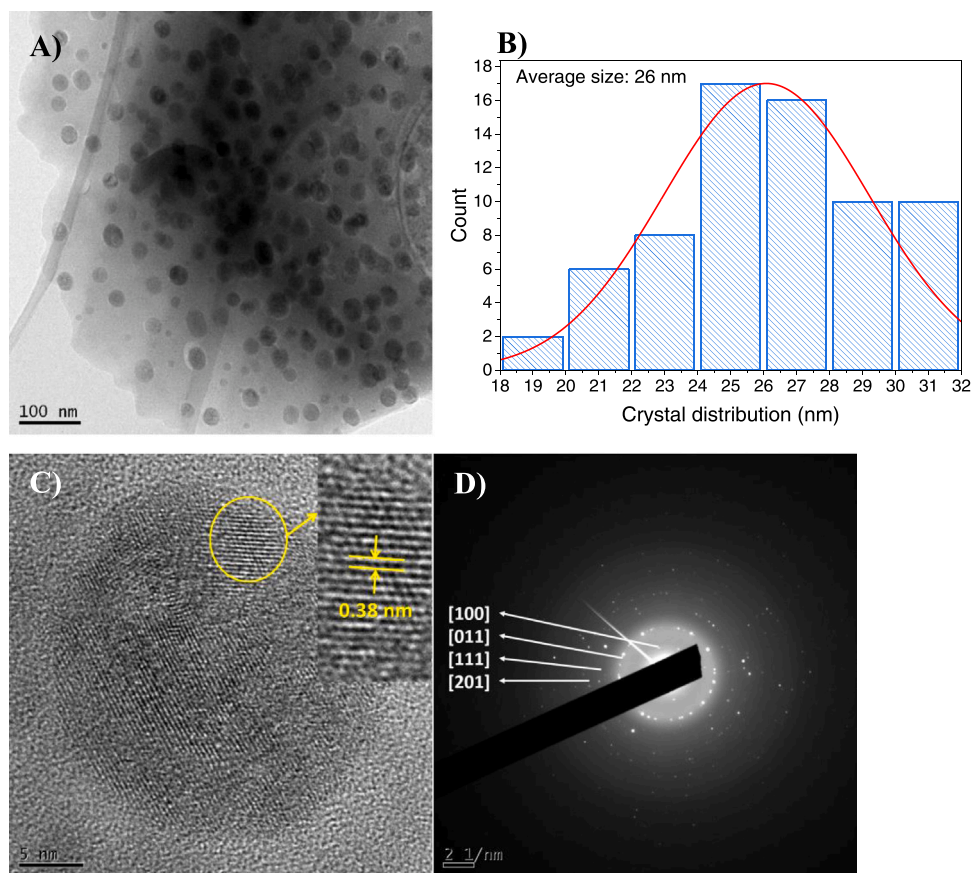 A)
100 nm
B)
Average size: 26 nm
18
16
14
12
10
8
6
4
2
0
Count
18 19 20 21 22 23 24 25 26 27 28 29 30 31 32
Crystal distribution (nm)
C)
0.38 nm
5 nm
D)
[100]
[011]
[111]
[201]
2 1/nm